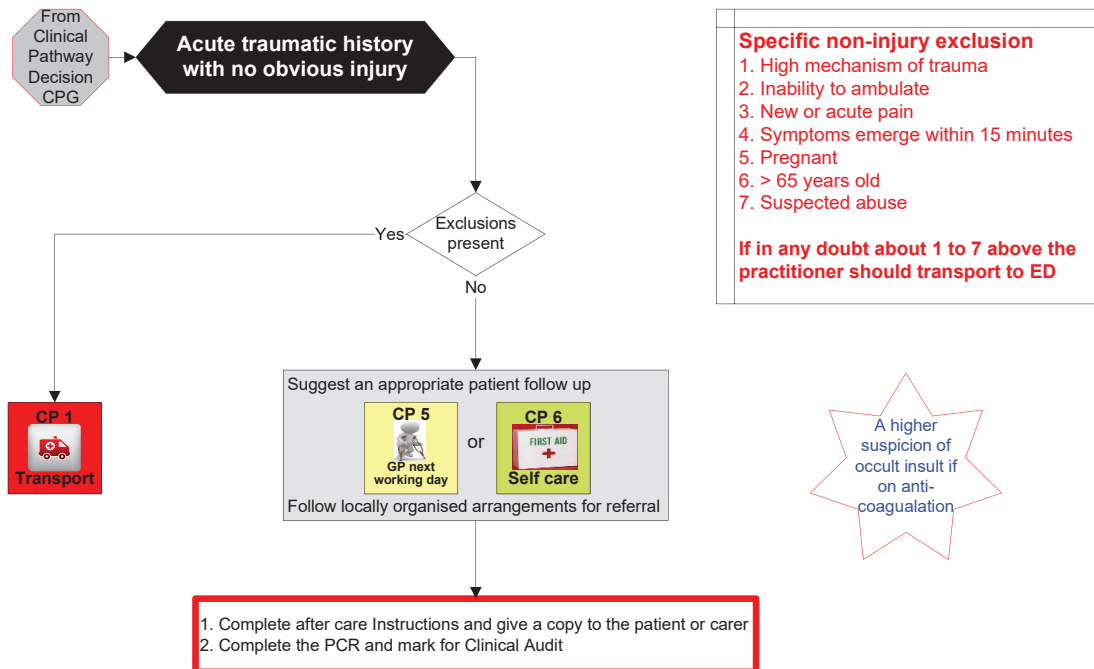 From
Clinical
Pathway
Decision
CPG
Acute traumatic history
with no obvious injury
Specific non-injury exclusion
1. High mechanism of trauma
2. Inability to ambulate
3. New or acute pain
4. Symptoms emerge within 15 minutes
5. Pregnant
6. > 65 years old
7. Suspected abuse
If in any doubt about 1 to 7 above the
practitioner should transport to ED
Exclusions
present
Yes
No
CP 1
Transport
Suggest an appropriate patient follow up
CP 5
GP next
working day
or
CP 6
FIRST AID
Self care
Follow locally organised arrangements for referral
A higher
suspicion of
occult insult if
on anti-
coagualation
1. Complete after care Instructions and give a copy to the patient or carer
2. Complete the PCR and mark for Clinical Audit